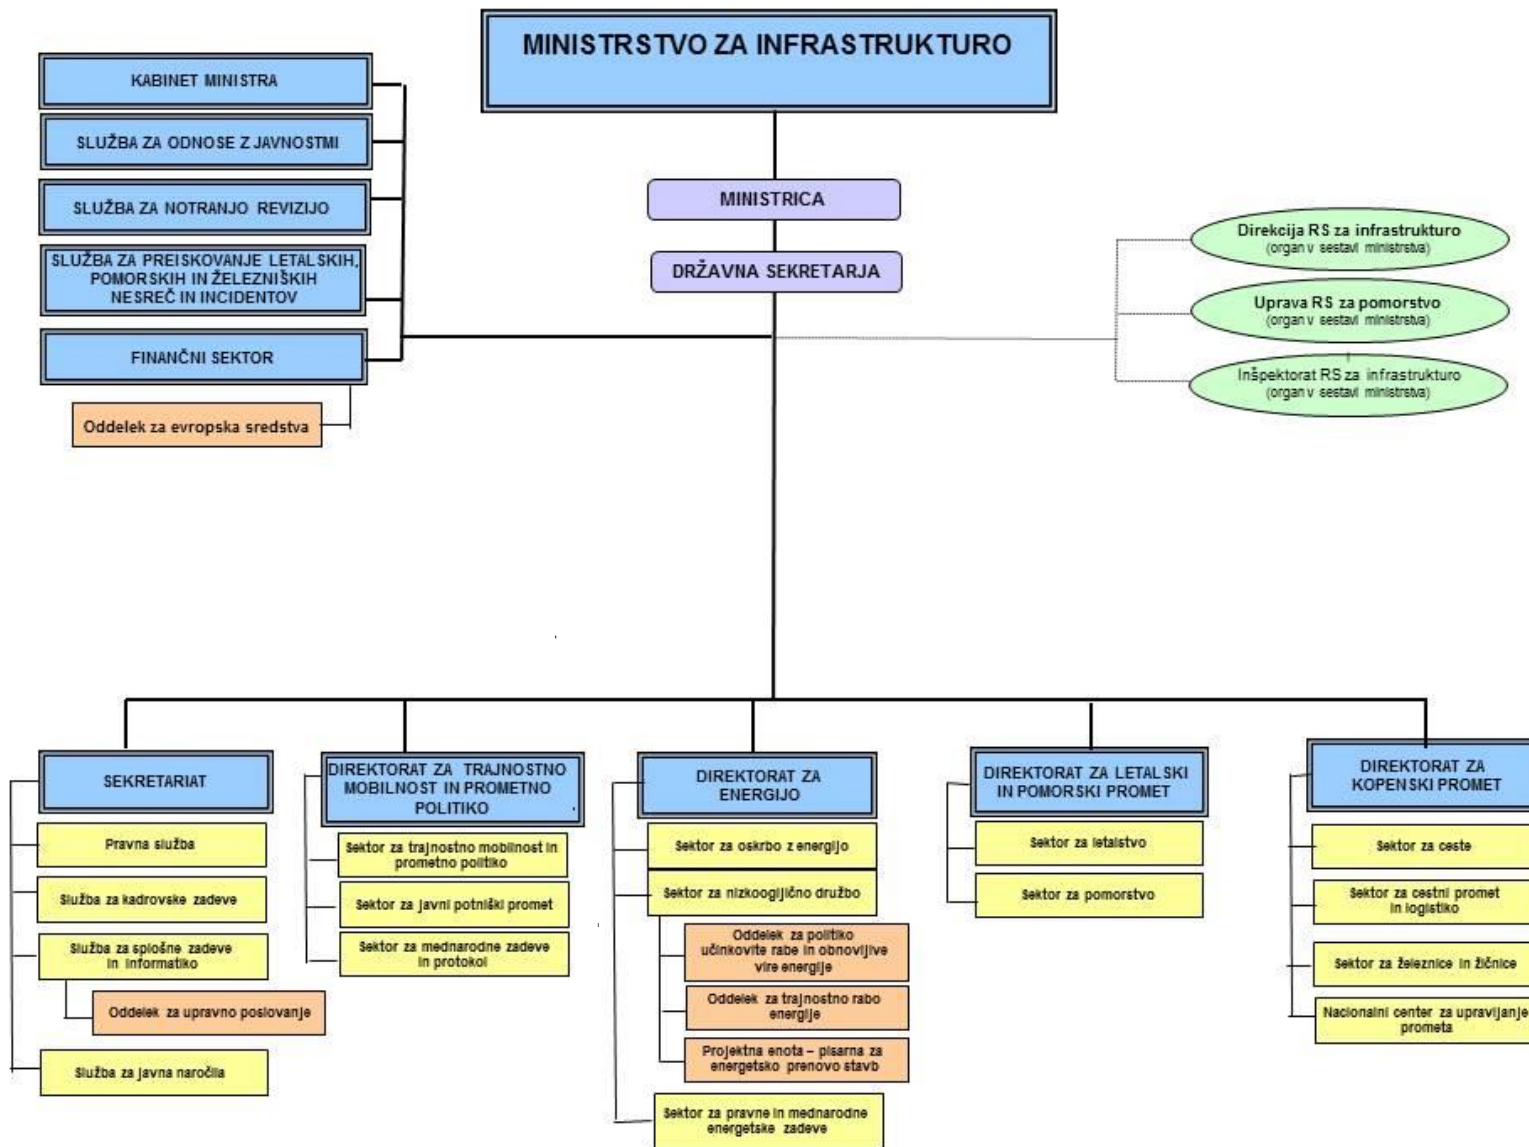 MINISTRSTVO ZA INFRASTRUKTURO
KABINET MINISTRA
SLUŽBA ZA ODNOSE Z JAVNOSTMI
SLUŽBA ZA NOTRANJO REVIZIJO
SLUŽBA ZA PREISKOVANJE LETALSKIH,
POMORSKIH IN ŽELEZNIŠKIH
NESREČ IN INCIDENTOV
FINANČNI SEKTOR
Oddelek za evropska sredstva
MINISTRICA
DRŽAVNA SEKRETARJA
Direkcija RS za infrastrukturo
(organ v sestavi ministrstva)
Uprava RS za pomorstvo
(organ v sestavi ministrstva)
Inšpektorat RS za infrastrukturo
(organ v sestavi ministrstva)
SEKRETARIAT
Pravna služba
Služba za kadrovske zadeve
Služba za splošne zadeve
in informatiko
Oddelek za upravno poslovanje
Služba za javna naročila
DIREKTORAT ZA TRAJNOSTNO
MOBILNOST IN PROMETNO
POLITIKO
Sektor za trajnostno mobilnost in
prometno politiko
Sektor za javni potniški promet
Sektor za mednarodne zadeve
in protokol
DIREKTORAT ZA
ENERGIJO
Sektor za oskrbo z energijo
Sektor za nizkoogijično družbo
Oddelek za politiko
učinkovite rabe in obnovljive
vire energije
Oddelek za trajnostno rabo
energije
Projektna enota – pisarna za
energetsko prenovo stavb
Sektor za pravne in mednarodne
energetske zadeve
DIREKTORAT ZA LETALSKI
IN POMORSKI PROMET
Sektor za letalstvo
Sektor za pomorstvo
DIREKTORAT ZA
KOPENSKI PROMET
Sektor za ceste
Sektor za cestni promet
in logistiko
Sektor za železnice in žičnice
Nacionalni center za upravljanje
prometa